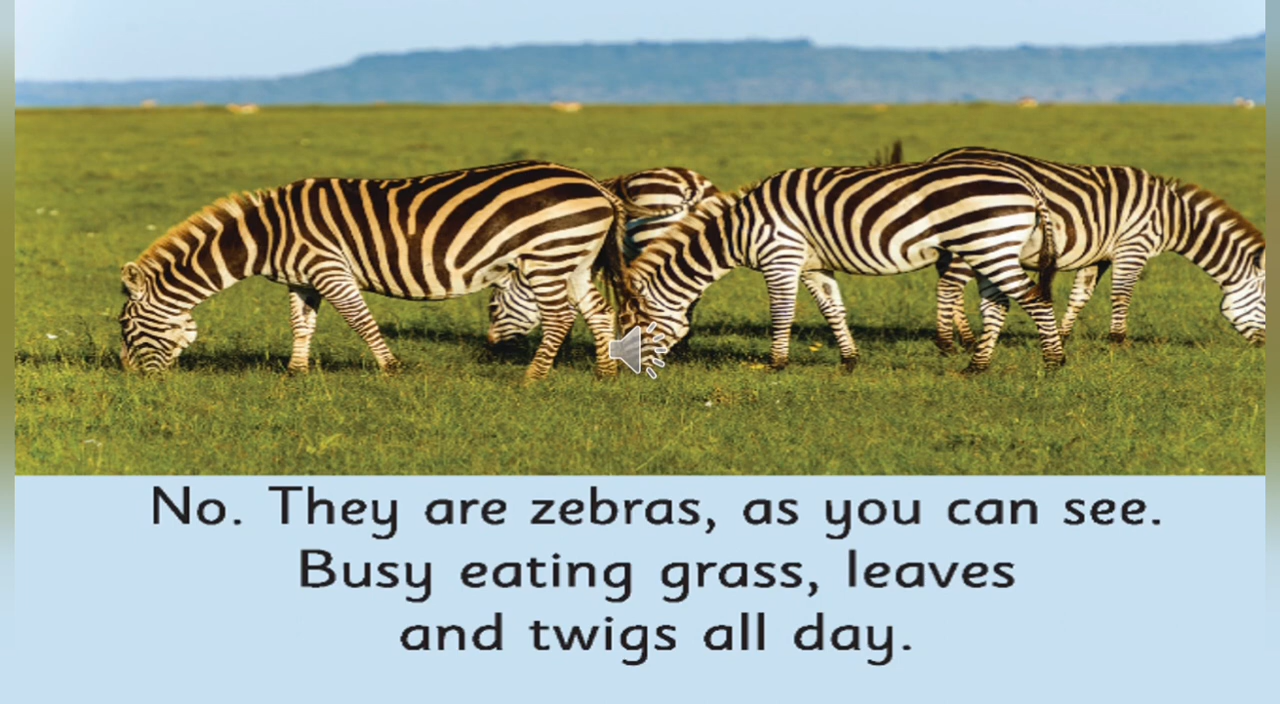 No. They are zebras, as you can see.
Busy eating grass, leaves
and twigs all day.